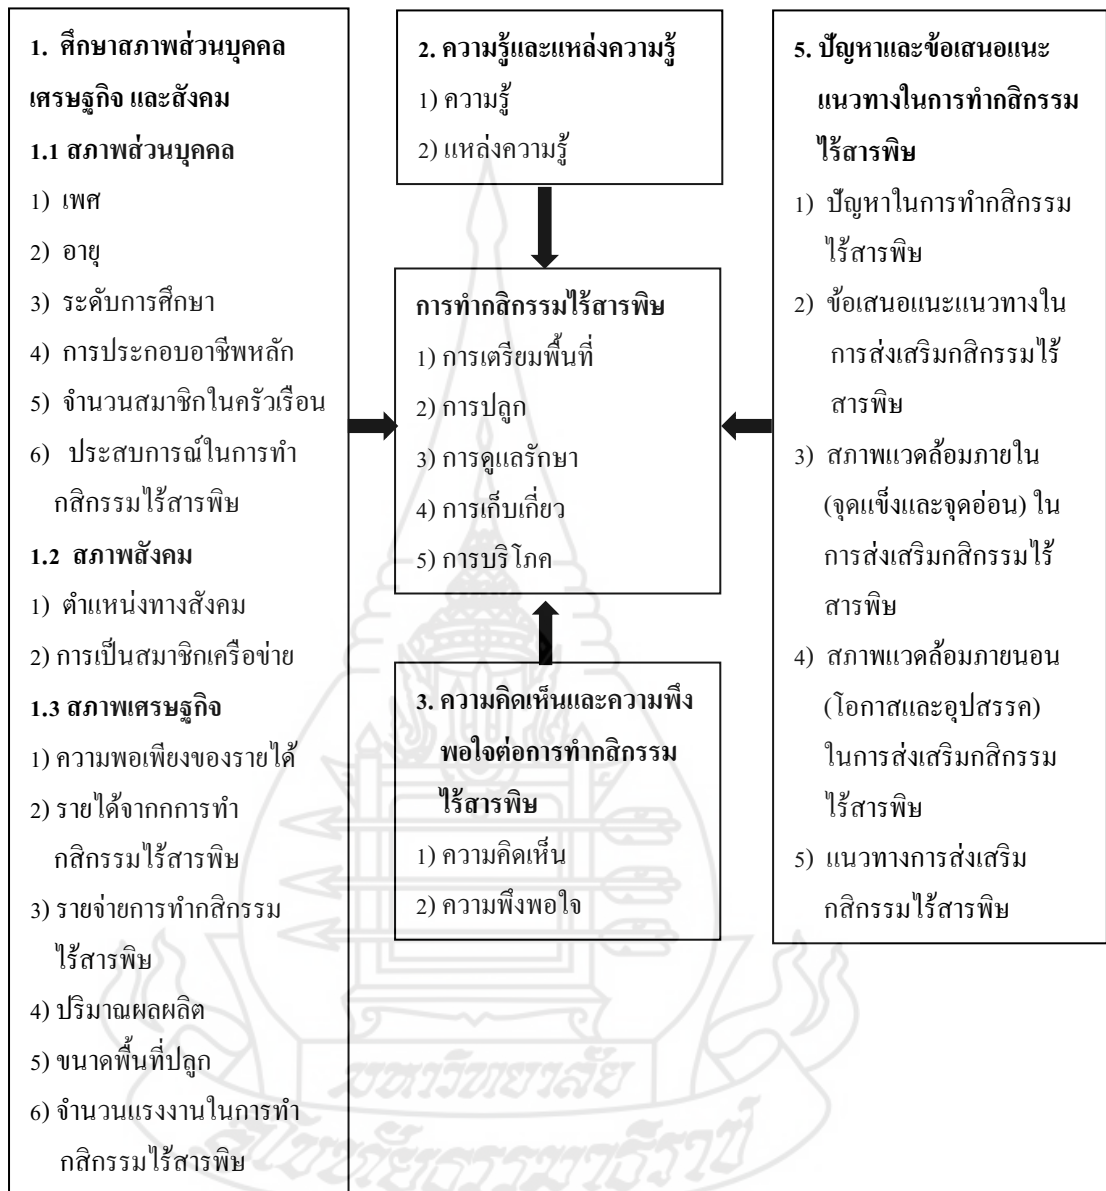 1. ศึกษาสภาพส่วนบุคคล
เศรษฐกิจ และสังคม
1.1 สภาพส่วนบุคคล
1) เพศ
2) อายุ
3) ระดับการศึกษา
4) การประกอบอาชีพหลัก
5) จำนวนสมาชิกในครัวเรือน
6) ประสบการณ์ในการทำ
กสิกรรมไร้สารพิษ
1.2 สภาพสังคม
1) ตำแหน่งทางสังคม
2) การเป็นสมาชิกเครือข่าย
1.3 สภาพเศรษฐกิจ
1) ความพอเพียงของรายได้
2) รายได้จากกการทำ
กสิกรรมไร้สารพิษ
3) รายจ่ายการทำกสิกรรม
ไร้สารพิษ
4) ปริมาณผลผลิต
5) ขนาดพื้นที่ปลูก
6) จำนวนแรงงานในการทำ
กสิกรรมไร้สารพิษ
2. ความรู้และแหล่งความรู้
1) ความรู้
2) แหล่งความรู้
การทำกสิกรรมไร้สารพิษ
1) การเตรียมพื้นที่
2) การปลูก
3) การดูแลรักษา
4) การเก็บเกี่ยว
5) การบริโภค
3. ความคิดเห็นและความพึง
พอใจต่อการทำกสิกรรม
ไร้สารพิษ
1) ความคิดเห็น
2) ความพึงพอใจ
5. ปัญหาและข้อเสนอแนะ
แนวทางในการทำกสิกรรม
ไร้สารพิษ
1) ปัญหาในการทำกสิกรรม
ไร้สารพิษ
2) ข้อเสนอแนะแนวทางใน
การส่งเสริมกสิกรรมไร้
สารพิษ
3) สภาพแวดล้อมภายใน
(จุดแข็งและจุดอ่อน) ใน
การส่งเสริมกสิกรรมไร้
สารพิษ
4) สภาพแวดล้อมภายนอน
(โอกาสและอุปสรรค)
ในการส่งเสริมกสิกรรม
ไร้สารพิษ
5) แนวทางการส่งเสริม
กสิกรรมไร้สารพิษ
มหาวิทยาลัย
สุโขทัยธรรมาธิราช